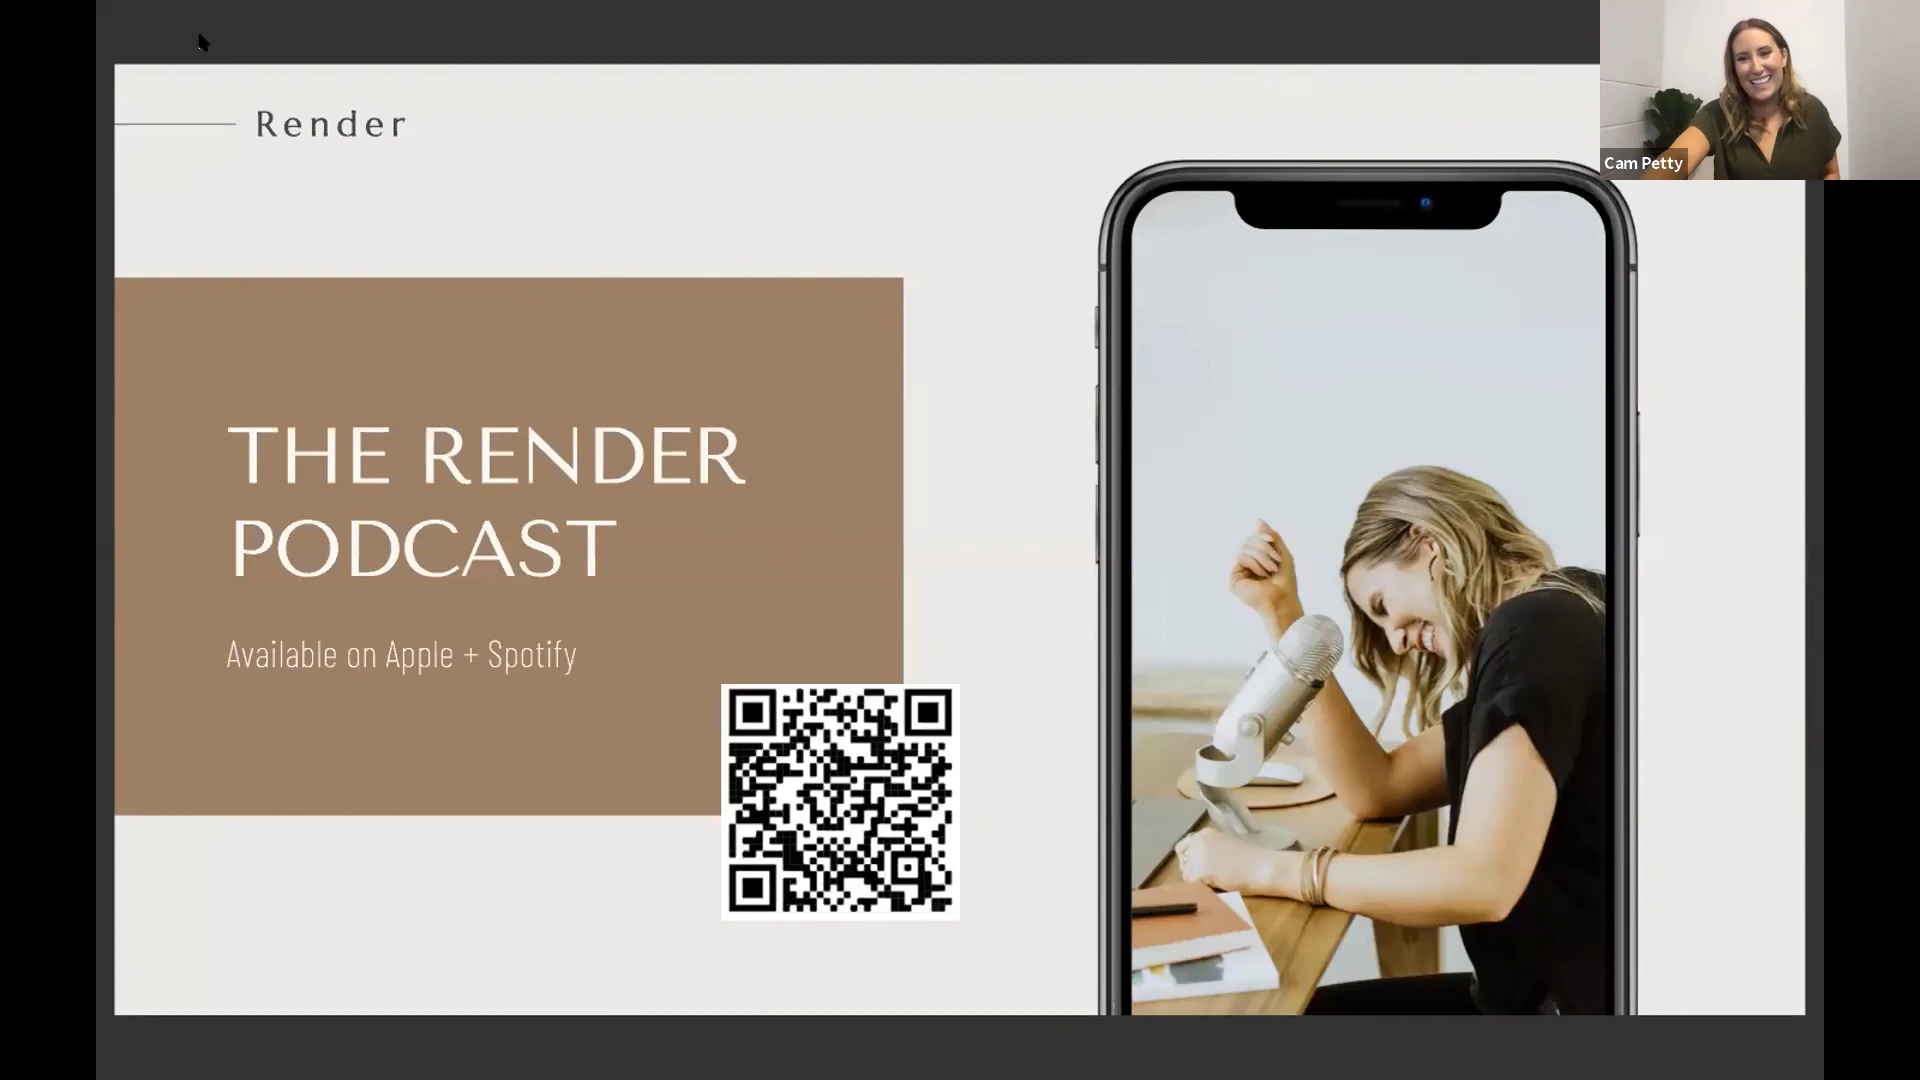 Render
Cam Petty
THE RENDER
PODCAST
Available on Apple + Spotify